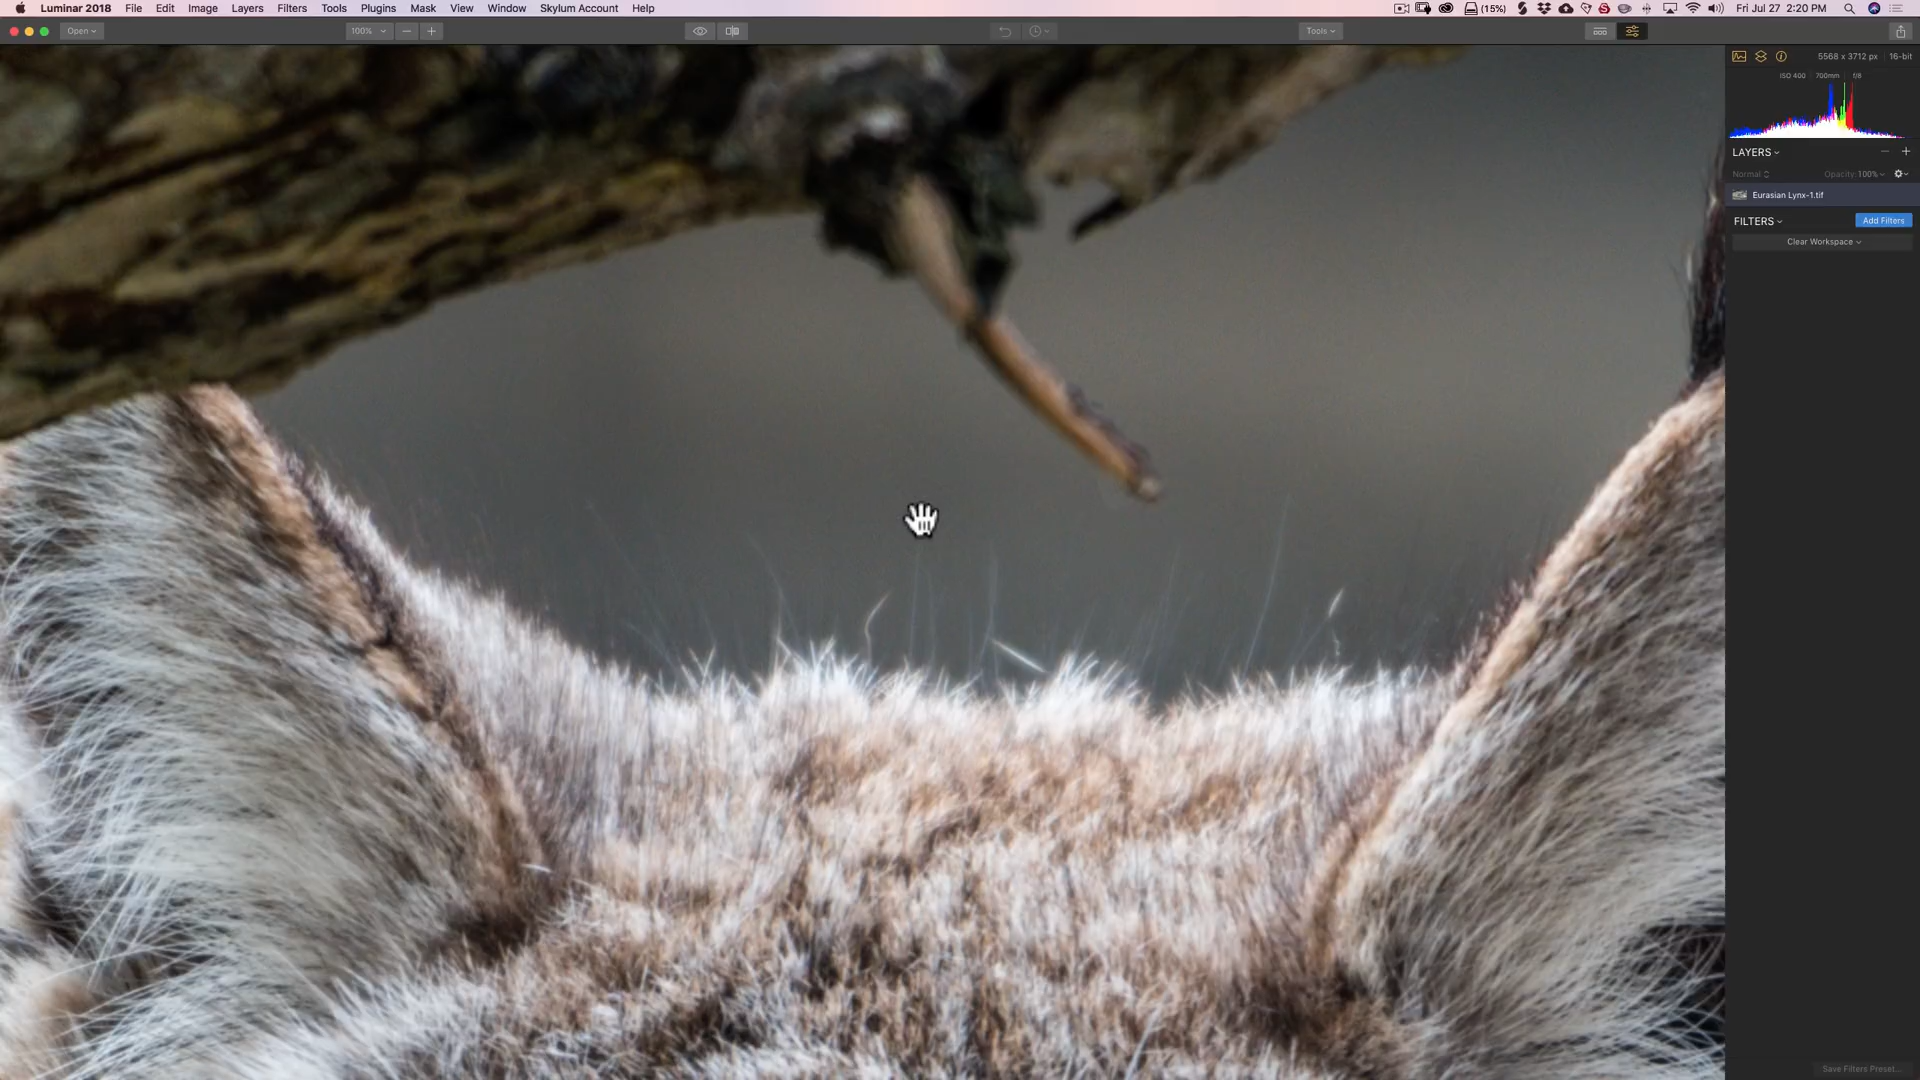 Luminar 2018 File Edit Image Layers Filters Tools Plugins Mask View Window Skylum Account Help (15%) Fri Jul 27 2:20 PM
Open 100% Tools
5568 x 3712 px 16-bit
ISO 400 700mm f/8
LAYERS
Normal Opacity: 100%
Eurasian Lynx-1.tif
FILTERS Add Filters
Clear Workspace
Save Filters Preset...